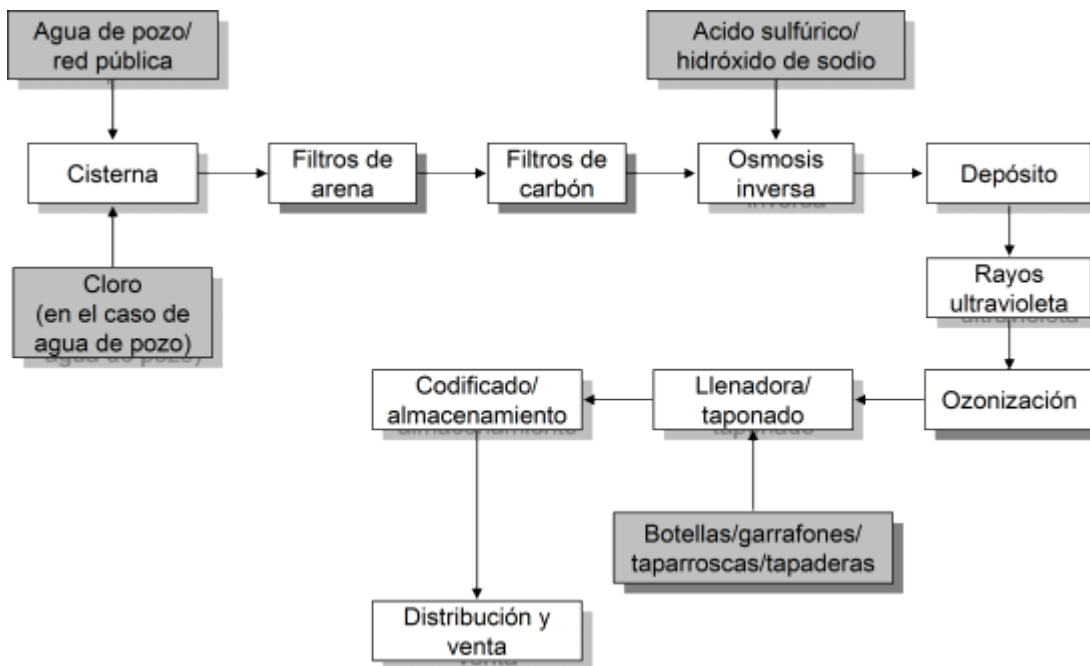 Agua de pozo/
red pública
Acido sulfúrico/
hidróxido de sodio
Cisterna
Filtros de
arena
Filtros de
carbón
Osmosis
inversa
Depósito
Cloro
(en el caso de
agua de pozo)
Rayos
ultravioleta
Codificado/
almacenamiento
Llenadora/
taponado
Ozonización
Botellas/garrafones/
taparroscas/tapaderas
Distribución y
venta